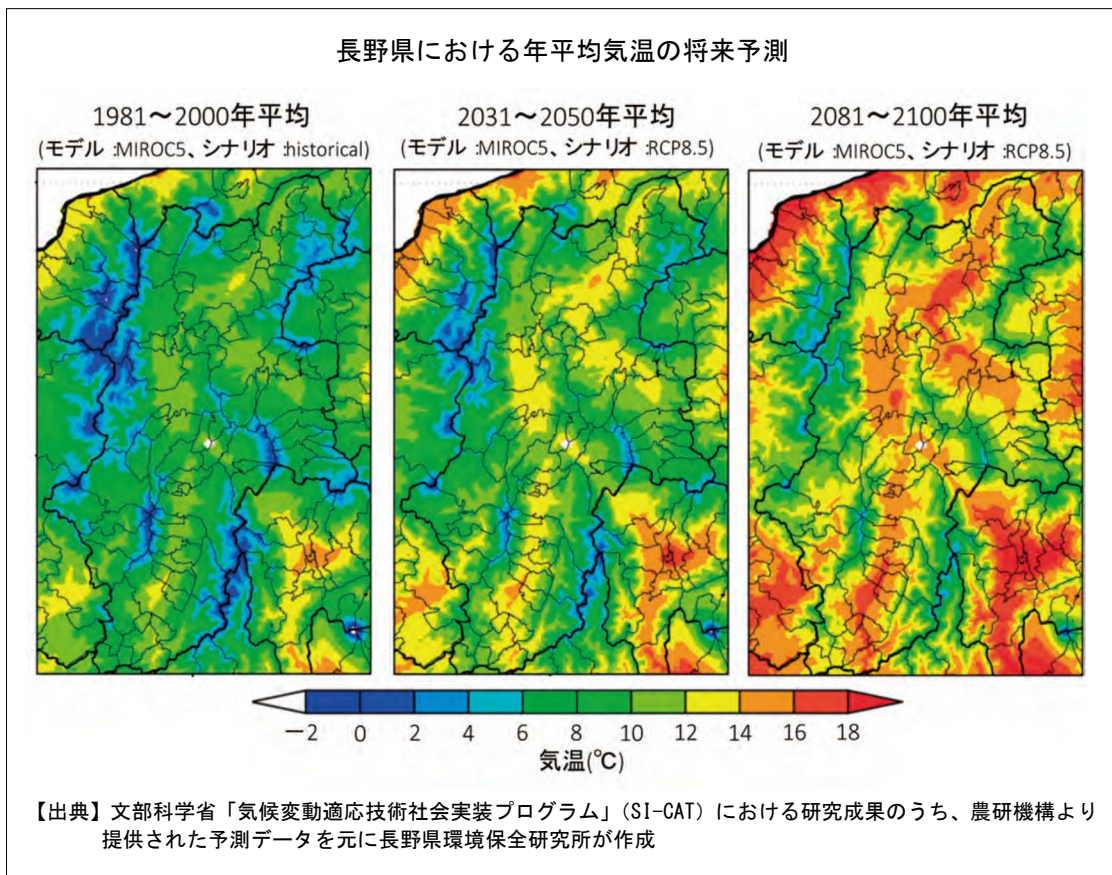 長野県における年平均気温の将来予測
1981～2000年平均
(モデル:MIROC5、シナリオ:historical)
2031～2050年平均
(モデル:MIROC5、シナリオ:RCP8.5)
2081～2100年平均
(モデル:MIROC5、シナリオ:RCP8.5)
－2 0 2 4 6 8 10 12 14 16 18
気温(℃)
【出典】文部科学省「気候変動適応技術社会実装プログラム」(SI-CAT) における研究成果のうち、農研機構より
提供された予測データを元に長野県環境保全研究所が作成